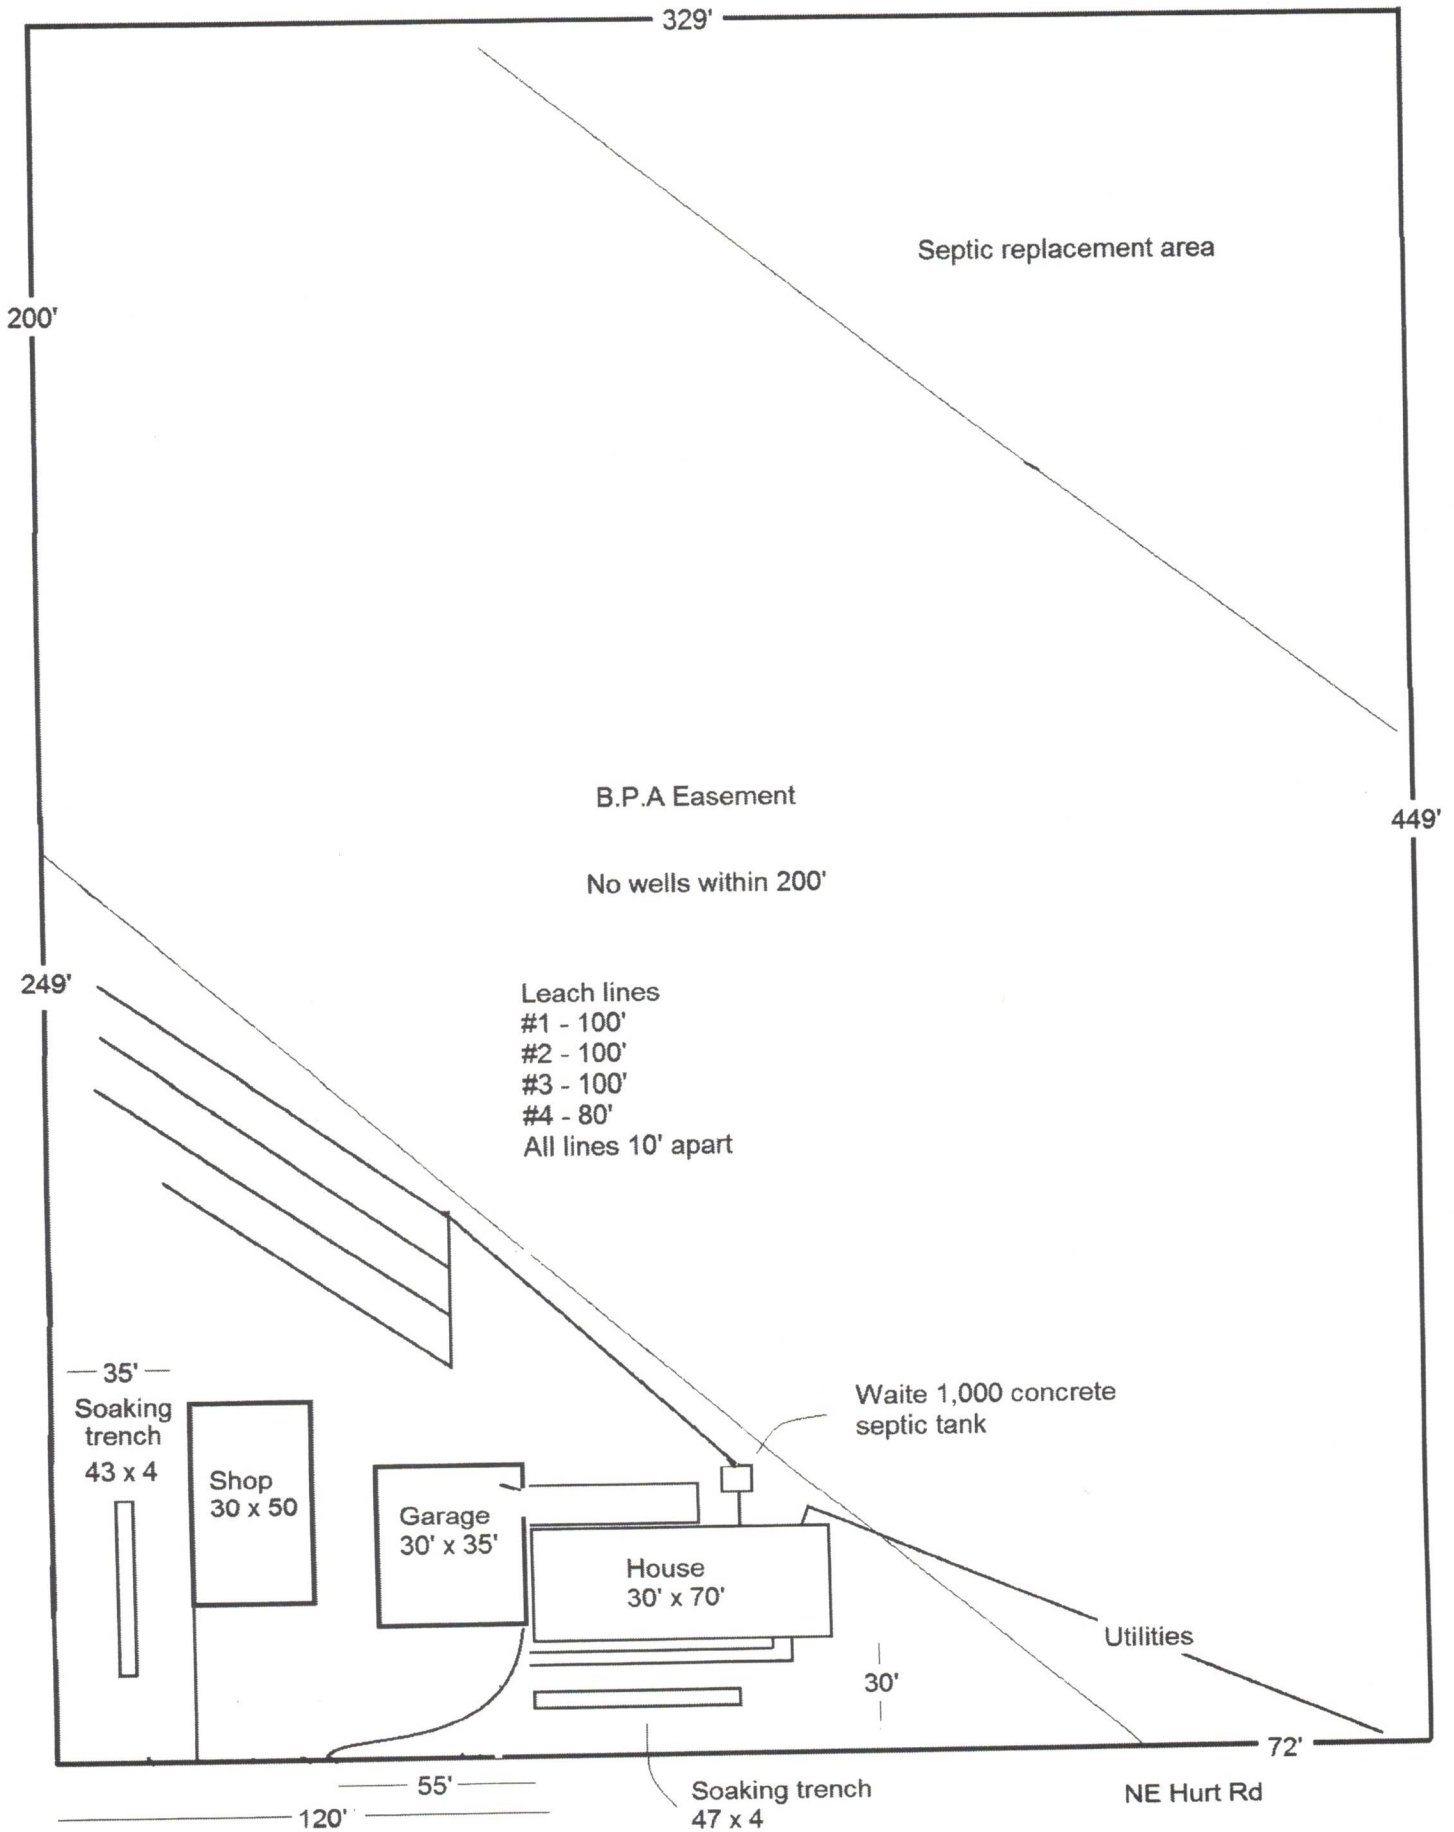 329'
Septic replacement area
200'
B.P.A Easement
449'
No wells within 200'
249'
Leach lines
#1 - 100'
#2 - 100'
#3 - 100'
#4 - 80'
All lines 10' apart
35'
Soaking
trench
43 x 4
Shop
30 x 50
Garage
30' x 35'
Waite 1,000 concrete
septic tank
House
30' x 70'
Utilities
30'
72'
55'
120'
Soaking trench
47 x 4
NE Hurt Rd